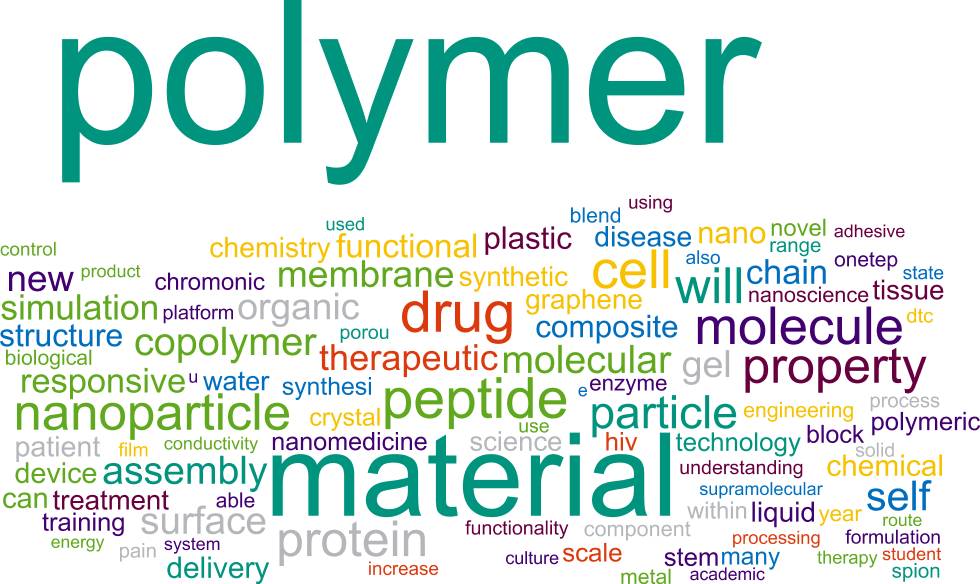 polymer
using
blend
used
plastic
disease
nano
novel
adhesive
control
chemistry
functional
range
new
product
chromonic
membrane
synthetic
cell
also
will
chain
onetep
state
simulation
platform
organic
drug
graphene
nanoscience
tissue
structure
copolymer
porou
composite
molecule
dtc
biological
therapeutic
molecular
gel
property
responsive
u
water
synthesi
peptide
e
enzyme
nanoparticle
crystal
use
particle
engineering
process
polymeric
patient
film
conductivity
nanomedicine
science
hiv
technology
block
solid
device
assembly
material
understanding
chemical
can
treatment
able
supramolecular
self
training
surface
functionality
component
within
liquid
year
route
energy
pain
system
protein
processing
formulation
delivery
increase
culture
scale
stem
many
therapy
student
metal
academic
spion